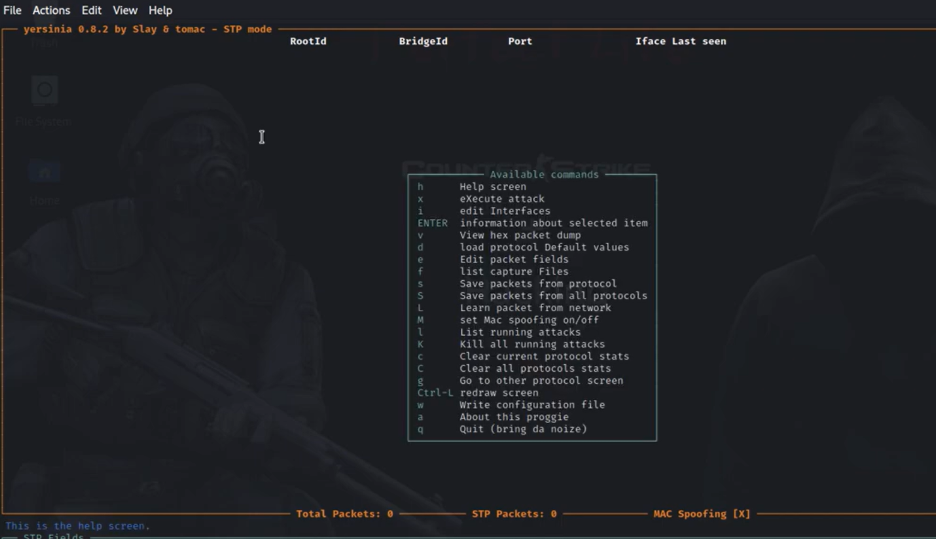 File Actions Edit View Help
yersinia 0.8.2 by Slay & tomac - STP mode
RootId BridgeId Port Iface Last seen
File System
Home
COUNTER STRIKE
Available commands
h Help screen
x eXecute attack
i edit Interfaces
ENTER information about selected item
v View hex packet dump
d load protocol Default values
e Edit packet fields
f list capture Files
s Save packets from protocol
S Save packets from all protocols
L Learn packet from network
M set Mac spoofing on/off
l List running attacks
K Kill all running attacks
c Clear current protocol stats
C Clear all protocols stats
g Go to other protocol screen
Ctrl-L redraw screen
w Write configuration file
a About this proggie
q Quit (bring da noize)
Total Packets: 0 STP Packets: 0 MAC Spoofing [X]
This is the help screen.
STP Fields